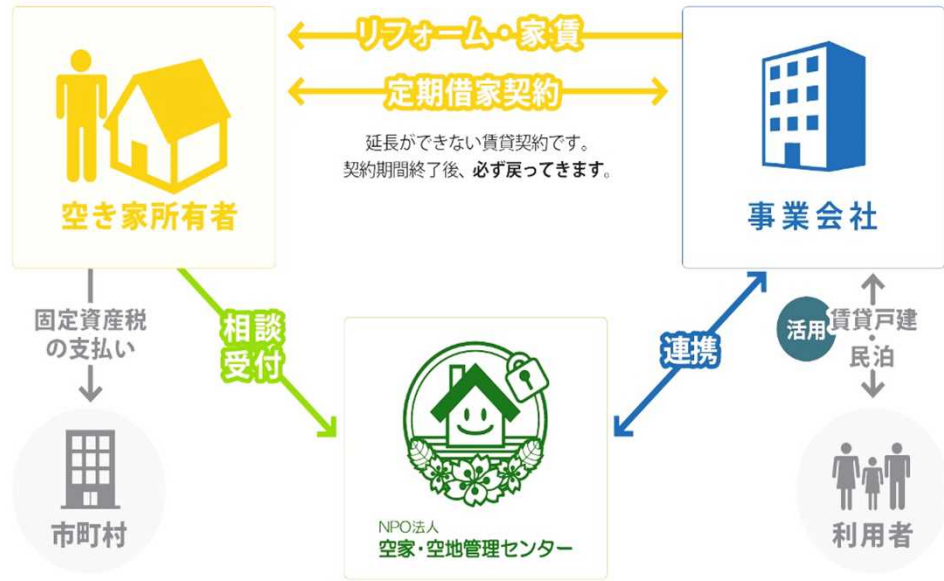 リフォーム・家賃
定期借家契約
延長ができない賃貸契約です。
契約期間終了後、必ず戻ってきます。
空き家所有者
事業会社
固定資産税
の支払い
相談
受付
連携
活用
賃貸戸建
・
民泊
市町村
NPO法人
空家・空地管理センター
利用者